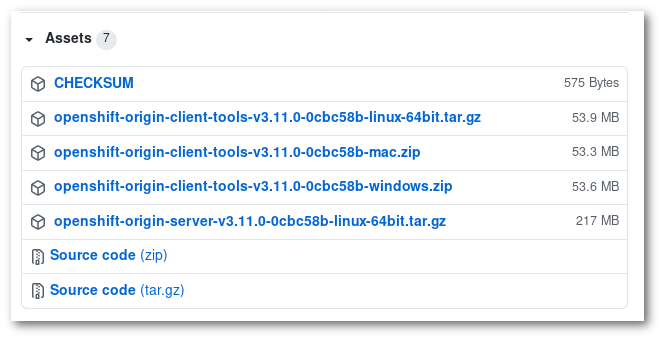 Assets 7
CHECKSUM 575 Bytes
openshift-origin-client-tools-v3.11.0-0cbc58b-linux-64bit.tar.gz 53.9 MB
openshift-origin-client-tools-v3.11.0-0cbc58b-mac.zip 53.3 MB
openshift-origin-client-tools-v3.11.0-0cbc58b-windows.zip 53.6 MB
openshift-origin-server-v3.11.0-0cbc58b-linux-64bit.tar.gz 217 MB
Source code (zip)
Source code (tar.gz)